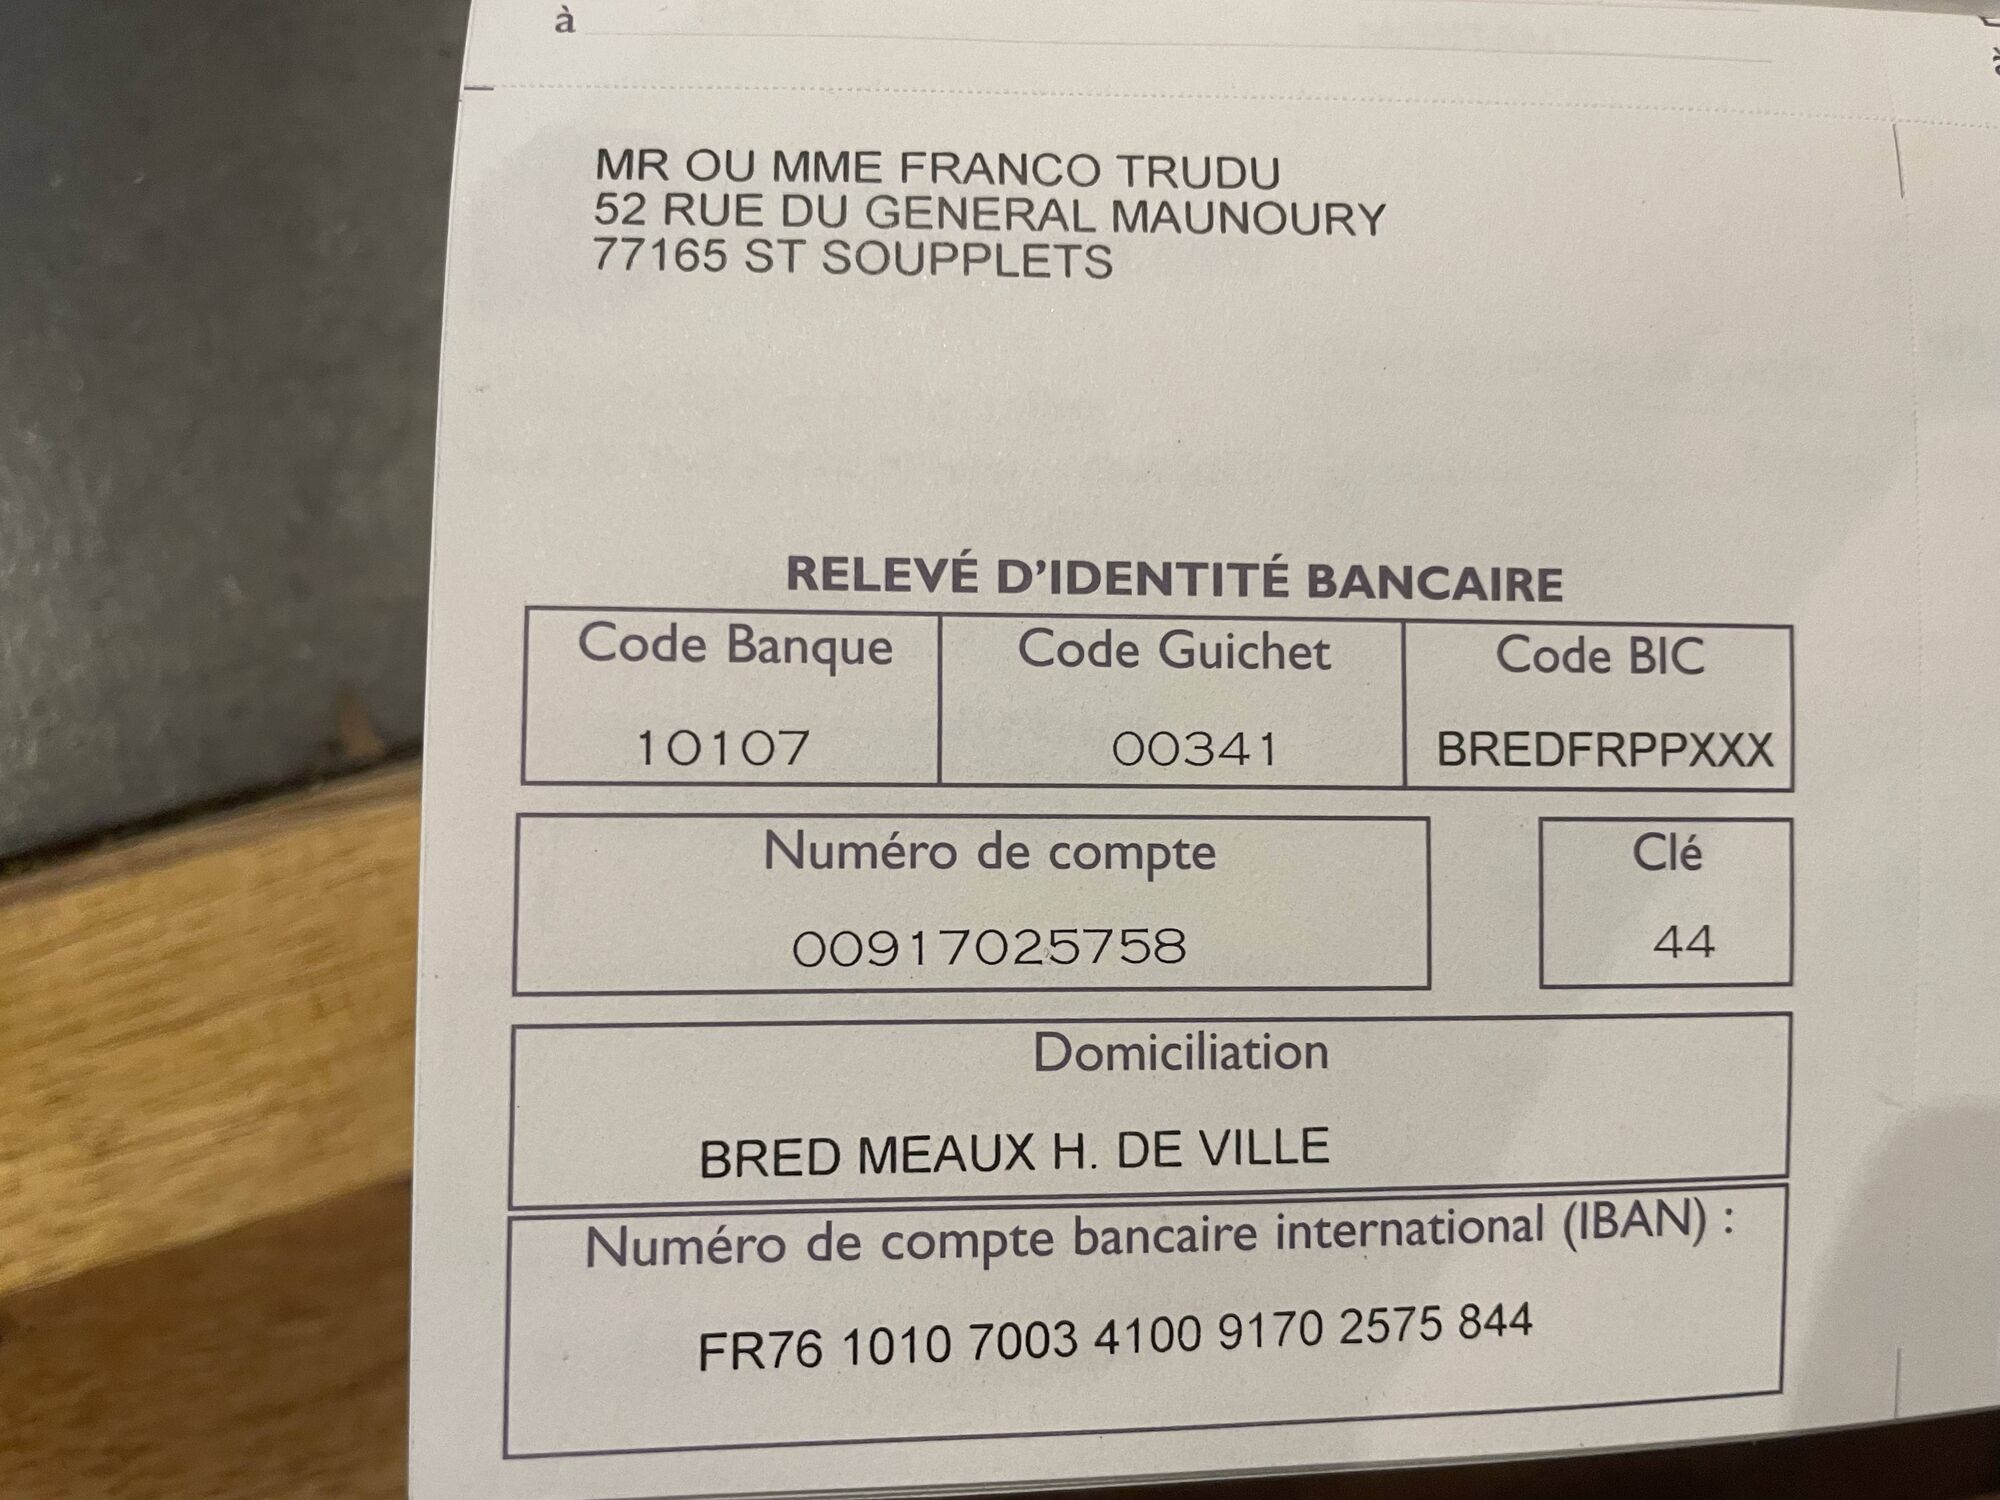 à
MR OU MME FRANCO TRUDU
52 RUE DU GENERAL MAUNOURY
77165 ST SOUPPLETS
RELEVÉ D'IDENTITÉ BANCAIRE
Code Banque
Code Guichet
Code BIC
10107
00341
BREDFRPPXXX
Numéro de compte
Clé
00917025758
44
Domiciliation
BRED MEAUX H. DE VILLE
Numéro de compte bancaire international (IBAN) :
FR76 1010 7003 4100 9170 2575 844